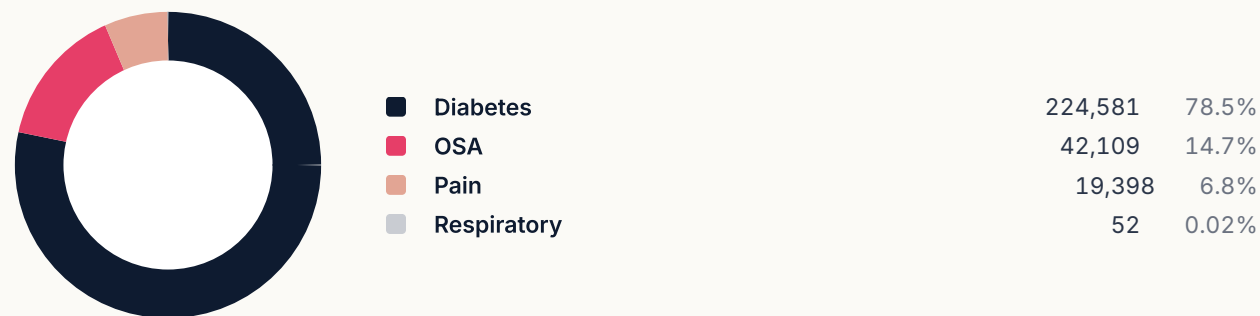 Diabetes 224,581 78.5%
OSA 42,109 14.7%
Pain 19,398 6.8%
Respiratory 52 0.02%